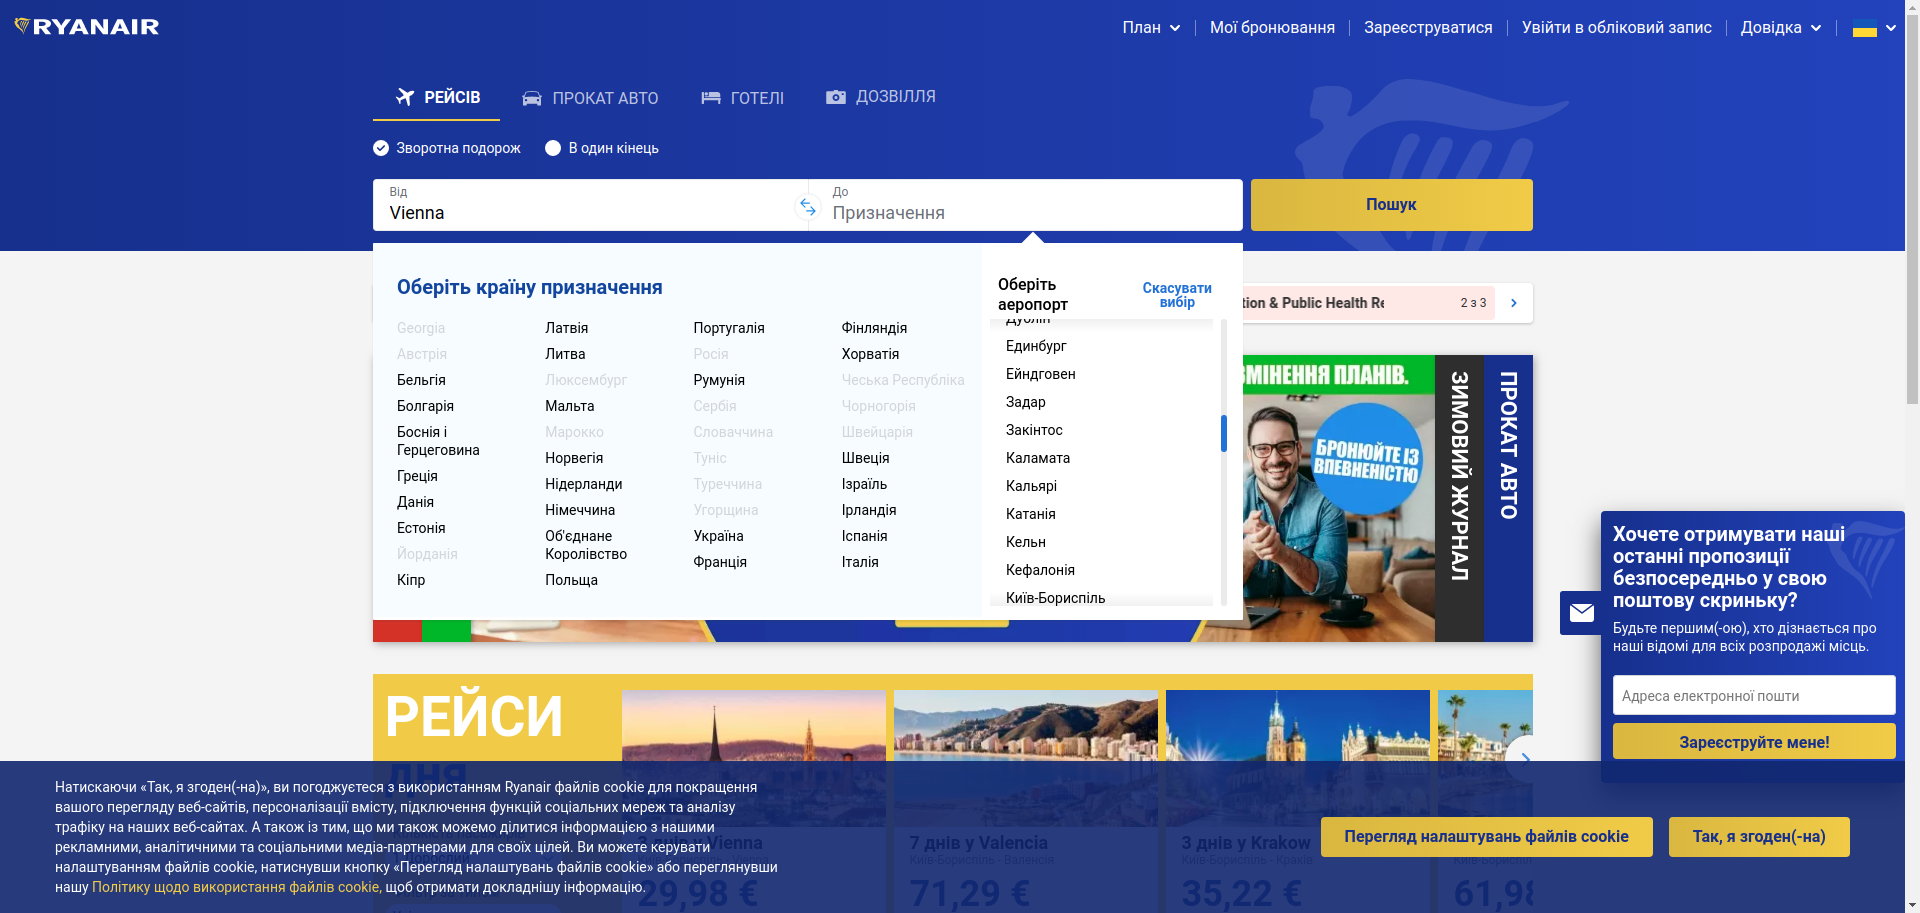 RYANAIR
План
Мої бронювання
Зареєструватися
Увійти в обліковий запис
Довідка
РЕЙСІВ
ПРОКАТ АВТО
ГОТЕЛІ
ДОЗВІЛЛЯ
Зворотна подорож
В один кінець
Від
Vienna
До
Призначення
Пошук
Оберіть країну призначення
Georgia
Австрія
Бельгія
Болгарія
Боснія і
Герцеговина
Греція
Данія
Естонія
Йорданія
Кіпр
Латвія
Литва
Люксембург
Мальта
Марокко
Норвегія
Нідерланди
Німеччина
Об'єднане
Королівство
Польща
Португалія
Росія
Румунія
Сербія
Словаччина
Туніс
Туреччина
Угорщина
Україна
Франція
Фінляндія
Хорватія
Чеська Республіка
Чорногорія
Швейцарія
Швеція
Ізраїль
Ірландія
Іспанія
Італія
Оберіть
аеропорт
Скасувати
вибір
Дублін
Единбург
Ейндговен
Задар
Закінтос
Каламата
Кальярі
Катанія
Кельн
Кефалонія
Київ-Бориспіль
tion & Public Health Re
2 з 3
МІНЕННЯ ПЛАНІВ.
БРОНЮЙТЕ ІЗ
ВПЕВНЕНІСТЮ
ЗИМОВИЙ ЖУРНАЛ
ПРОКАТ АВТО
Хочете отримувати наші
останні пропозиції
безпосередньо у свою
поштову скриньку?
Будьте першим(-ою), хто дізнається про
наші відомі для всіх розпродажі місць.
Адреса електронної пошти
Зареєструйте мене!
РЕЙСИ
ДНЯ
Vienna
29,98 €
7 днів у Valencia
Київ-Бориспіль - Валенсія
71,29 €
3 днів у Krakow
Київ-Бориспіль - Краків
35,22 €
61,98
Натискаючи «Так, я згоден(-на)», ви погоджуєтеся з використанням Ryanair файлів cookie для покращення
вашого перегляду веб-сайтів, персоналізації вмісту, підключення функцій соціальних мереж та аналізу
трафіку на наших веб-сайтах. А також із тим, що ми також можемо ділитися інформацією з нашими
рекламними, аналітичними та соціальними медіа-партнерами для своїх цілей. Ви можете керувати
налаштуванням файлів cookie, натиснувши кнопку «Перегляд налаштувань файлів cookie» або переглянувши
нашу Політику щодо використання файлів cookie, щоб отримати докладнішу інформацію.
Перегляд налаштувань файлів cookie
Так, я згоден(-на)